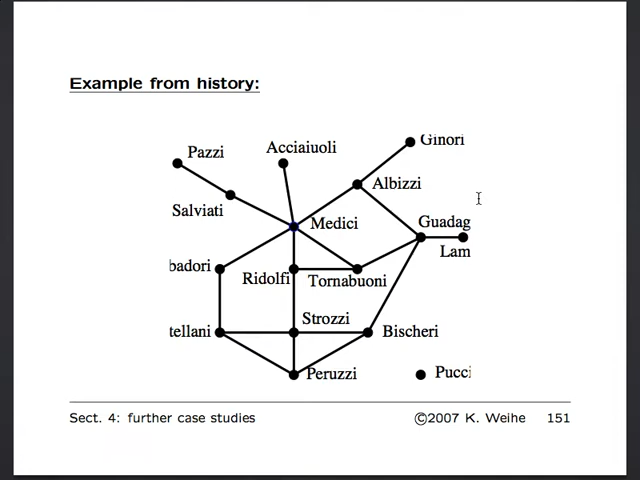 Example from history:
Ginori
Acciaiuoli
Pazzi
Albizzi
Salviati
Medici
Guadag
Lam
badori
Ridolfi
Tornabuoni
Strozzi
tellani
Bischeri
Peruzzi
Pucci
Sect. 4: further case studies ©2007 K. Weihe 151